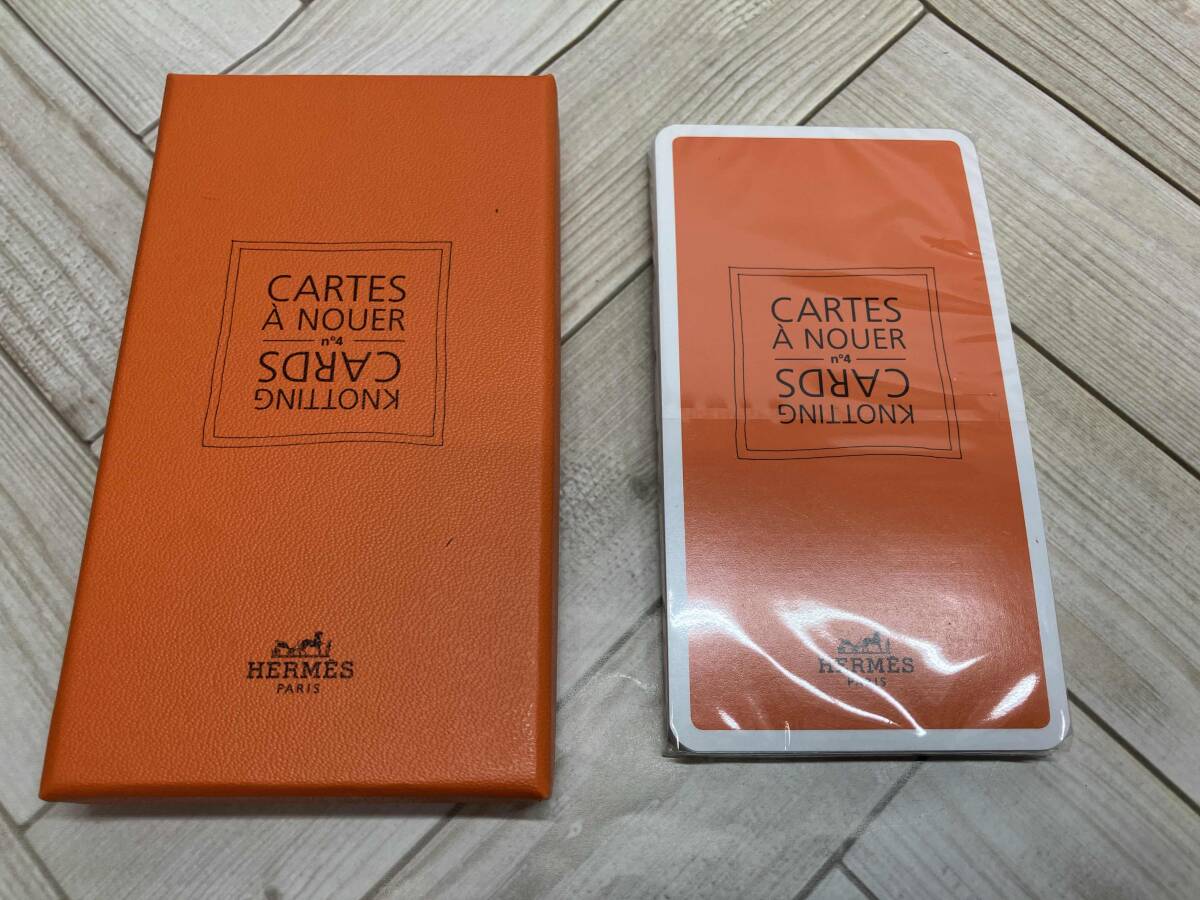 CARTES
À NOUER
n°4
CARDS
KNOTTING
HERMÈS
PARIS
CARTES
À NOUER
n°4
CARDS
KNOTTING
HERMÈS
PARIS